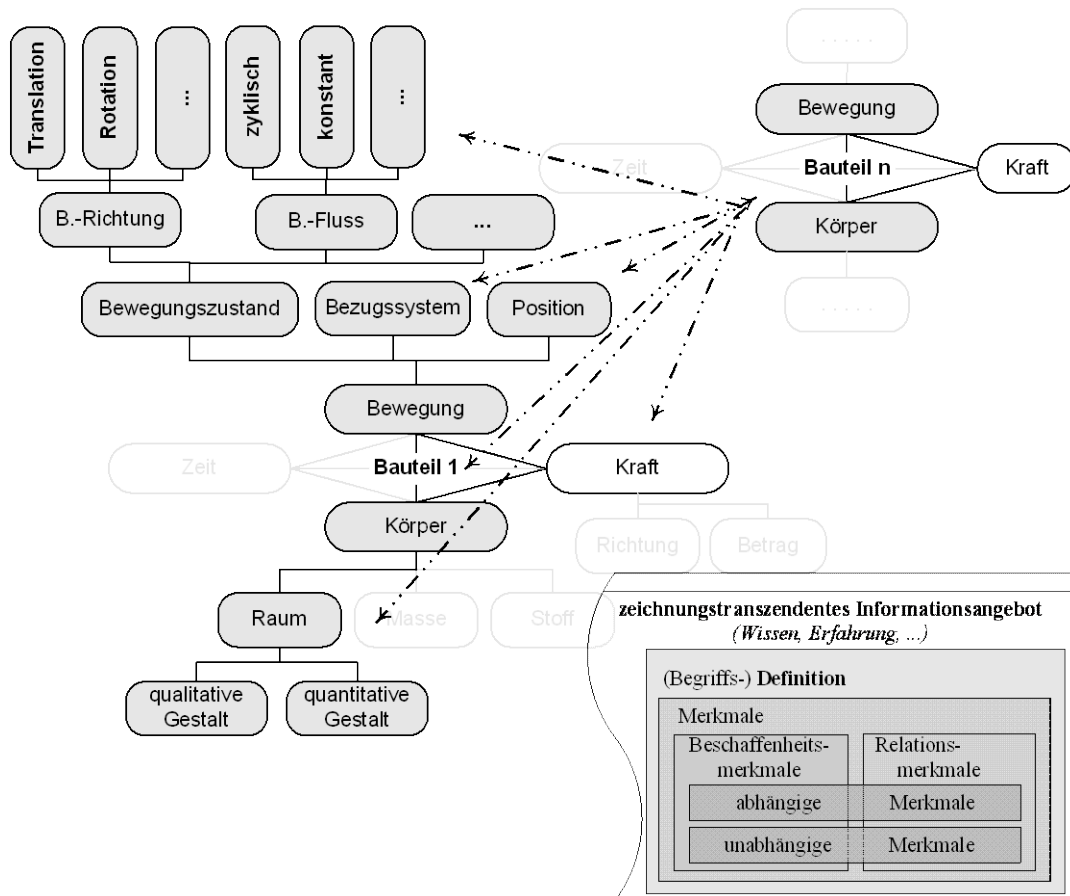 Translation
Rotation
...
zyklisch
konstant
...
.....
Bewegung
Zeit
Bauteil n
Kraft
B.-Richtung
B.-Fluss
...
Körper
.....
Bewegungszustand
Bezugssystem
Position
Bewegung
Zeit
Bauteil 1
Kraft
Körper
Richtung
Betrag
Raum
Masse
Stoff
qualitative
Gestalt
quantitative
Gestalt
zeichnungstranszendentes Informationsangebot
(Wissen, Erfahrung, ...)
(Begriffs-) Definition
Merkmale
Beschaffenheits-
merkmale
Relations-
merkmale
abhängige Merkmale
unabhängige Merkmale